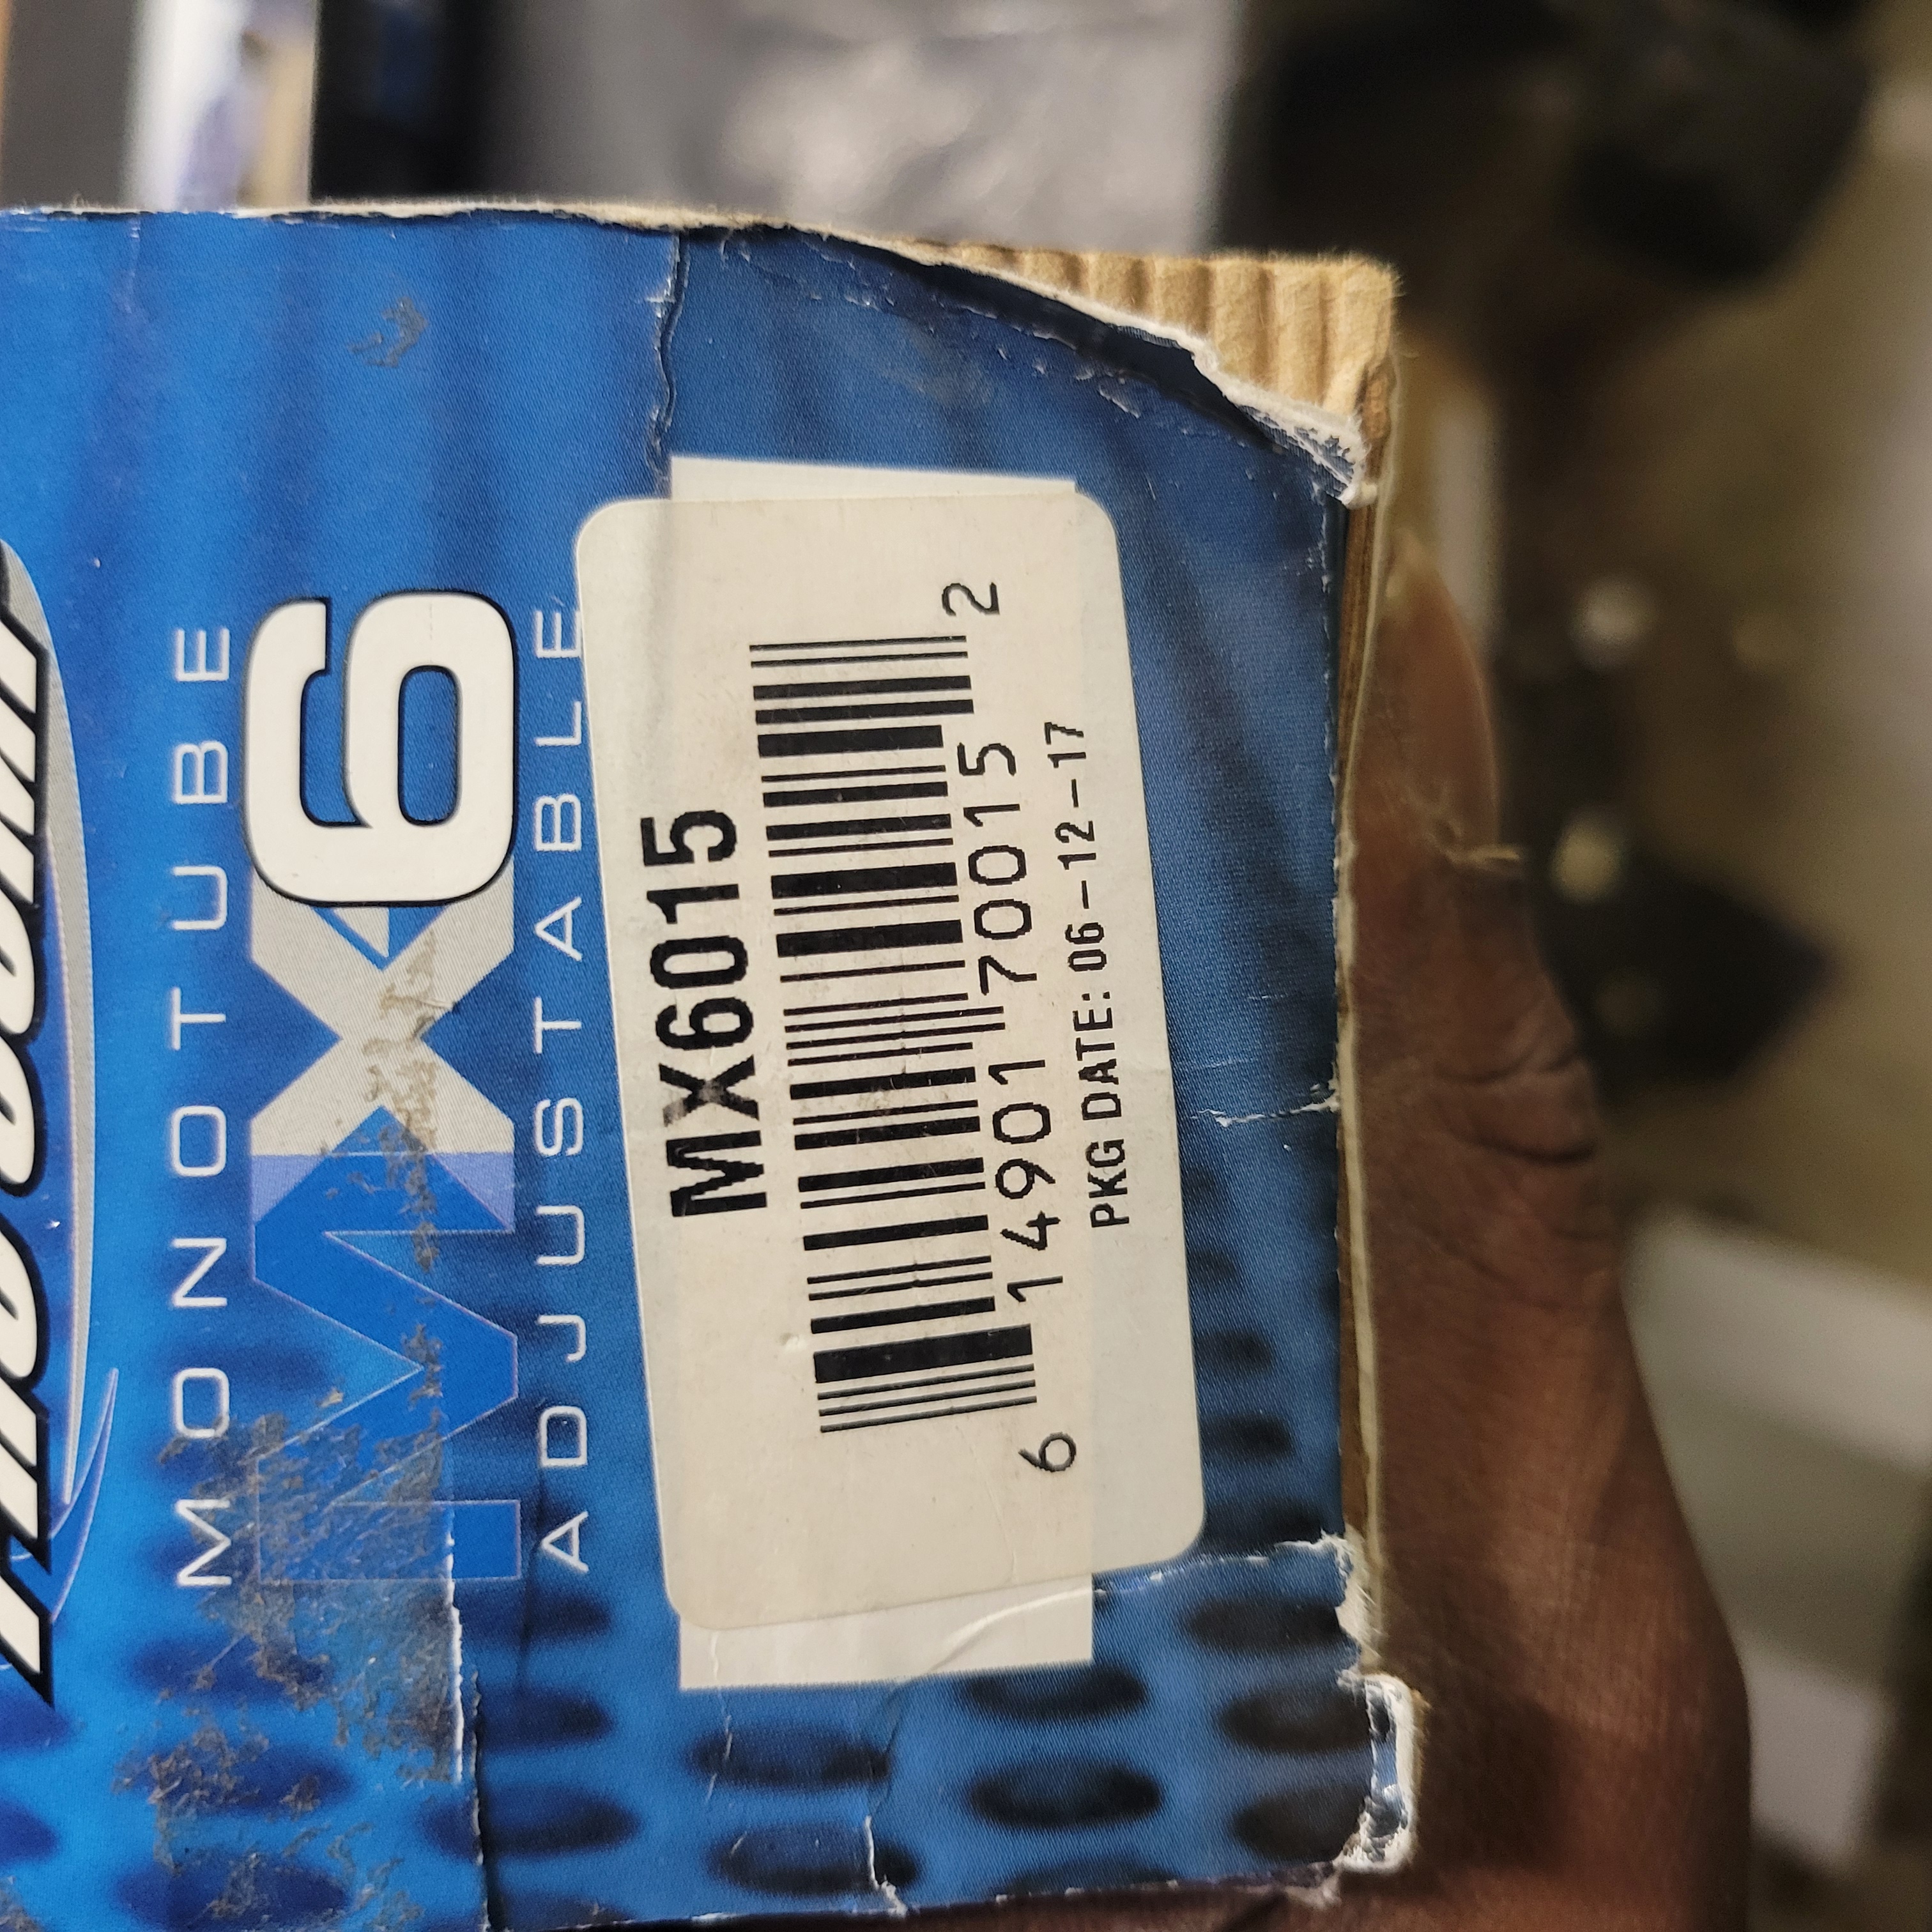 MONOTUBE
MX6
ADJUSTABLE
MX6015
6 14901 70015 2
PKG DATE: 06-12-17